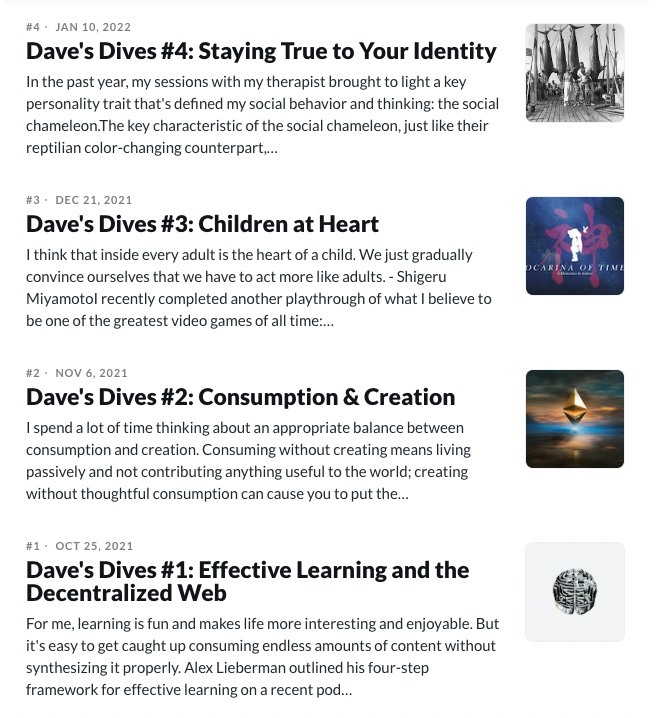 #4 · JAN 10, 2022
Dave's Dives #4: Staying True to Your Identity
In the past year, my sessions with my therapist brought to light a key
personality trait that's defined my social behavior and thinking: the social
chameleon.The key characteristic of the social chameleon, just like their
reptilian color-changing counterpart,...
#3 · DEC 21, 2021
Dave's Dives #3: Children at Heart
I think that inside every adult is the heart of a child. We just gradually
convince ourselves that we have to act more like adults. - Shigeru
MiyamotoI recently completed another playthrough of what I believe to
be one of the greatest video games of all time:...
神
OCARINA OF TIME
#2 · NOV 6, 2021
Dave's Dives #2: Consumption & Creation
I spend a lot of time thinking about an appropriate balance between
consumption and creation. Consuming without creating means living
passively and not contributing anything useful to the world; creating
without thoughtful consumption can cause you to put the...
#1 · OCT 25, 2021
Dave's Dives #1: Effective Learning and the
Decentralized Web
For me, learning is fun and makes life more interesting and enjoyable. But
it's easy to get caught up consuming endless amounts of content without
synthesizing it properly. Alex Lieberman outlined his four-step
framework for effective learning on a recent pod...